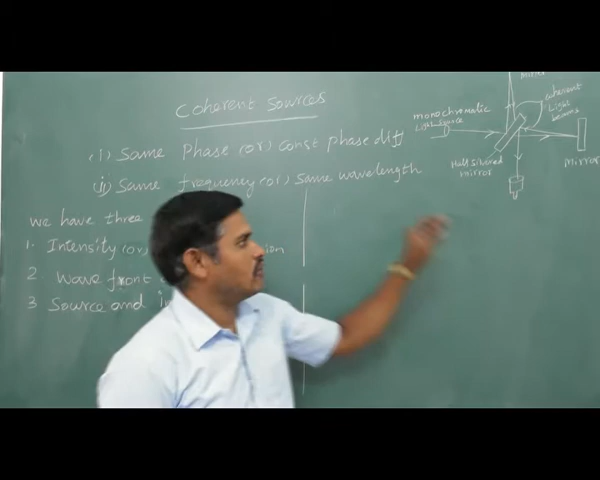 Coherent Sources
(i) Same Phase (or) Const phase diff
(ii) Same frequency (or) Same wavelength
we have three
1. Intensity (or)
2 Wave front
3 Source and
monochromatic
Light Source
coherent
Light
beams
Half silvered
mirror
Mirror